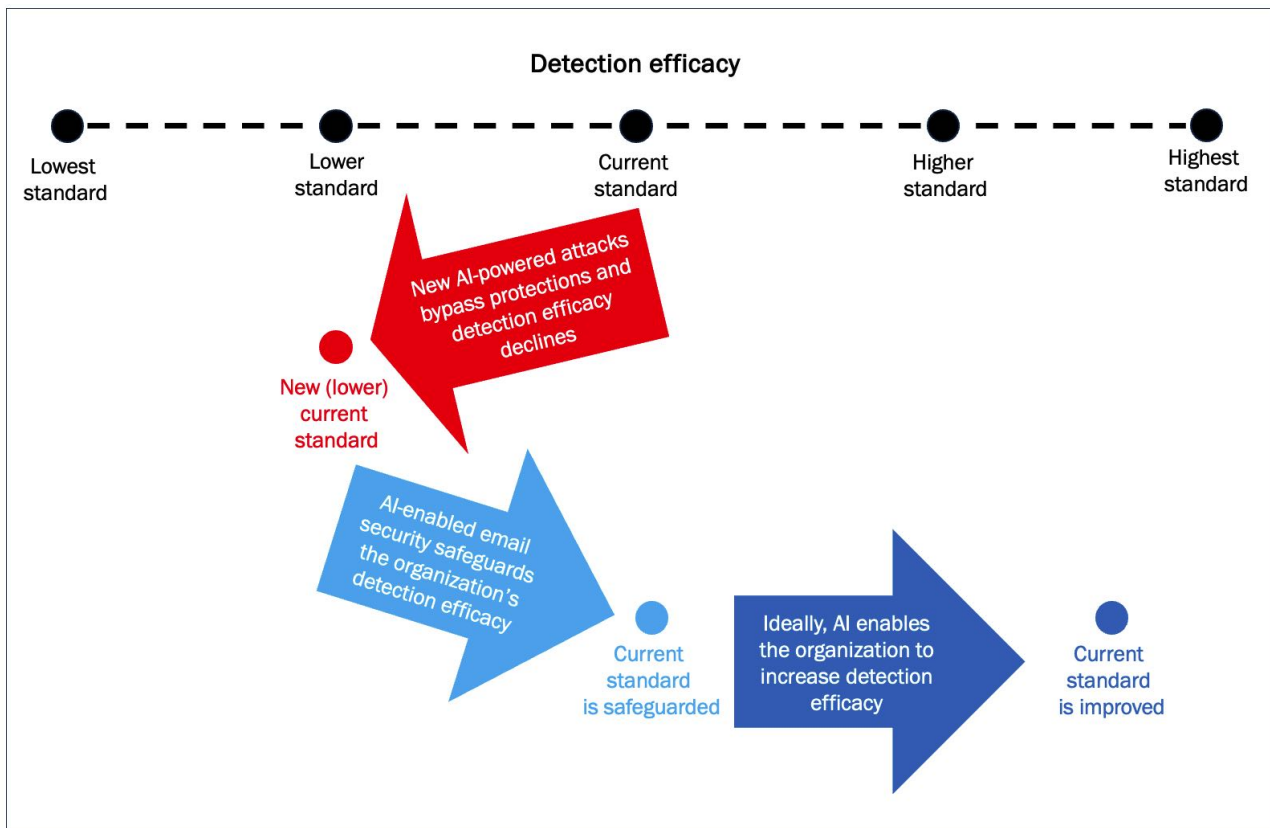 Detection efficacy
Lowest
standard
Lower
standard
Current
standard
Higher
standard
Highest
standard
New AI-powered attacks
bypass protections and
detection efficacy
declines
New (lower)
current
standard
AI-enabled email
security safeguards
the organization’s
detection efficacy
Current
standard
is safeguarded
Ideally, AI enables
the organization to
increase detection
efficacy
Current
standard
is improved